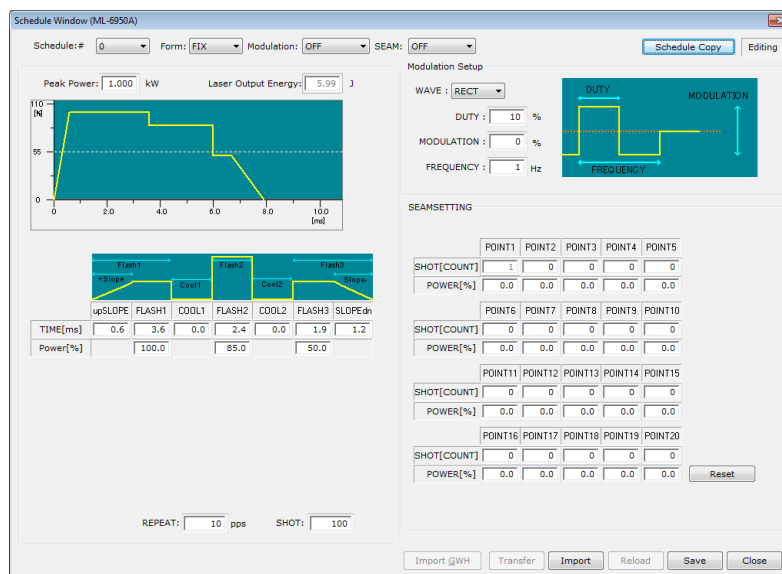 Schedule Window (ML-6950A)
Schedule:# 0 Form: FIX Modulation: OFF SEAM: OFF Schedule Copy Editing
Peak Power: 1.000 kW Laser Output Energy: 5.99 J
110
[%]
55
0
0 2.0 4.0 6.0 8.0 10.0
[ms]
Flash1 Flash2 Flash3
+Slope Cool1 Cool2 Slope-
upSLOPE FLASH1 COOL1 FLASH2 COOL2 FLASH3 SLOPEdn
TIME[ms] 0.6 3.6 0.0 2.4 0.0 1.9 1.2
Power[%] 100.0 85.0 50.0
REPEAT: 10 pps SHOT: 100
Modulation Setup
WAVE : RECT
DUTY : 10 %
MODULATION : 0 %
FREQUENCY : 1 Hz
DUTY MODULATION
FREQUENCY
SEAMSETTING
POINT1 POINT2 POINT3 POINT4 POINT5
SHOT[COUNT] 1 0 0 0 0
POWER[%] 0.0 0.0 0.0 0.0 0.0
POINT6 POINT7 POINT8 POINT9 POINT10
SHOT[COUNT] 0 0 0 0 0
POWER[%] 0.0 0.0 0.0 0.0 0.0
POINT11 POINT12 POINT13 POINT14 POINT15
SHOT[COUNT] 0 0 0 0 0
POWER[%] 0.0 0.0 0.0 0.0 0.0
POINT16 POINT17 POINT18 POINT19 POINT20
SHOT[COUNT] 0 0 0 0 0
POWER[%] 0.0 0.0 0.0 0.0 0.0 Reset
Import GWH Transfer Import Reload Save Close